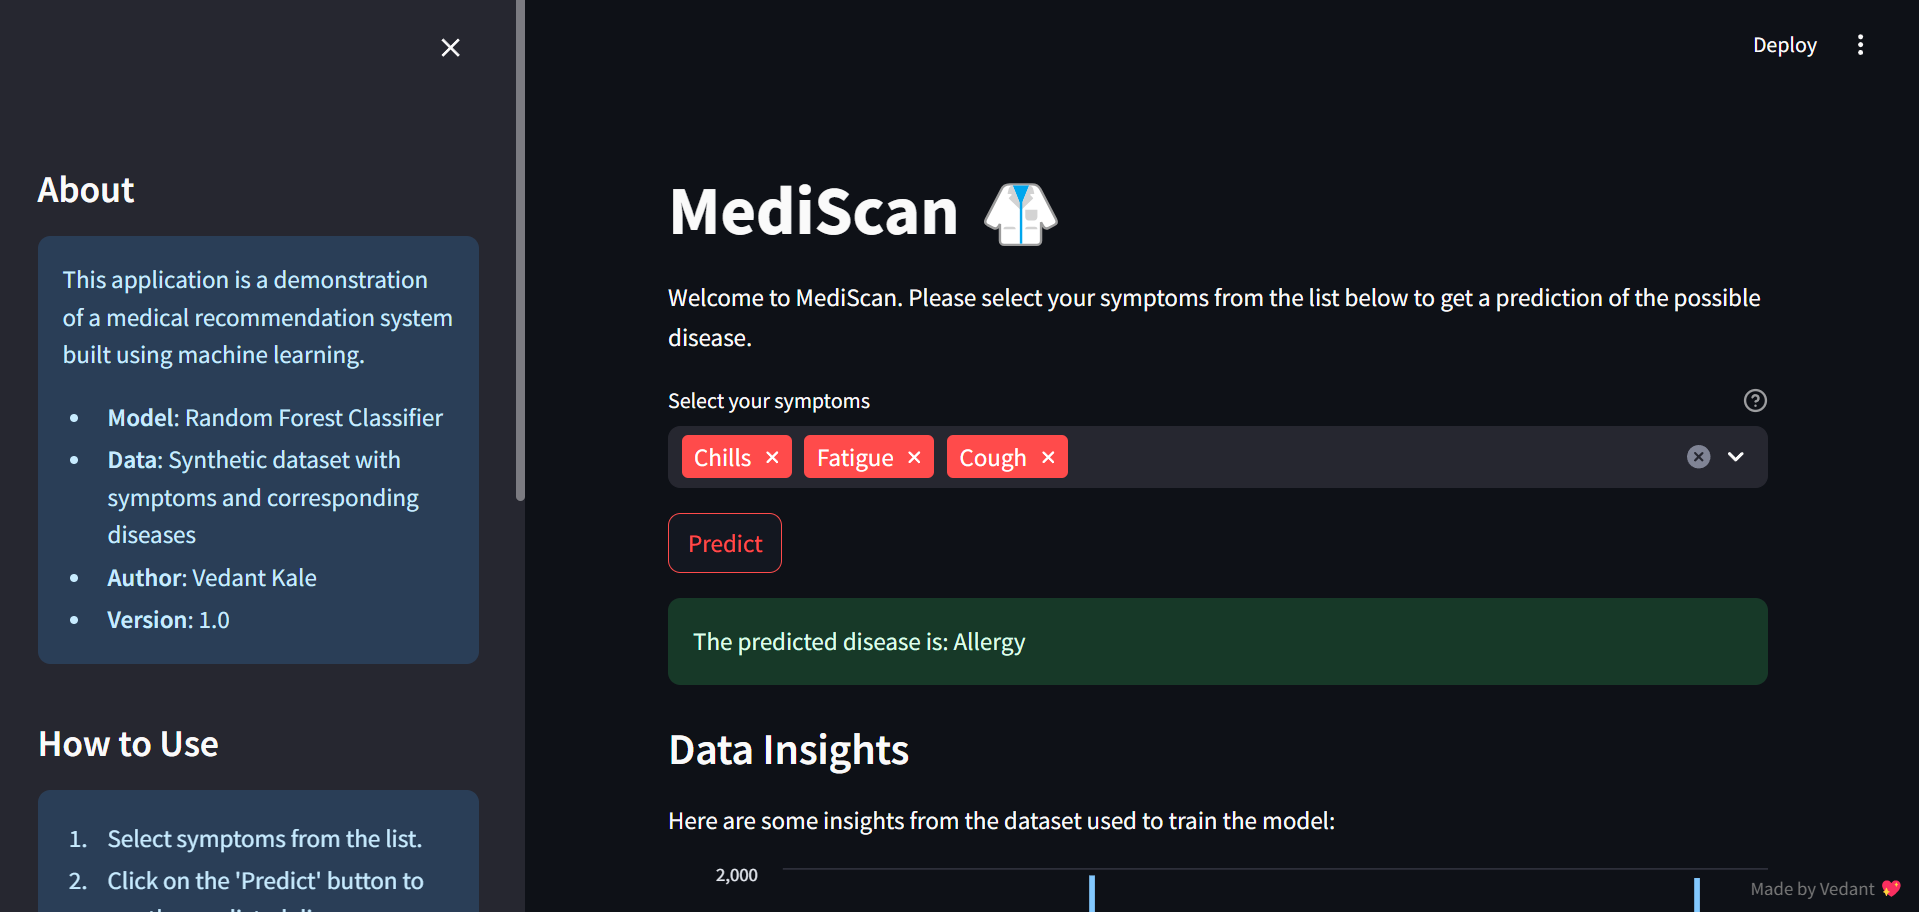 Deploy
About
This application is a demonstration
of a medical recommendation system
built using machine learning.
• Model: Random Forest Classifier
• Data: Synthetic dataset with
symptoms and corresponding
diseases
• Author: Vedant Kale
• Version: 1.0
How to Use
1. Select symptoms from the list.
2. Click on the 'Predict' button to
MediScan
Welcome to MediScan. Please select your symptoms from the list below to get a prediction of the possible
disease.
Select your symptoms
Chills Fatigue Cough
Predict
The predicted disease is: Allergy
Data Insights
Here are some insights from the dataset used to train the model:
2,000
Made by Vedant 💖